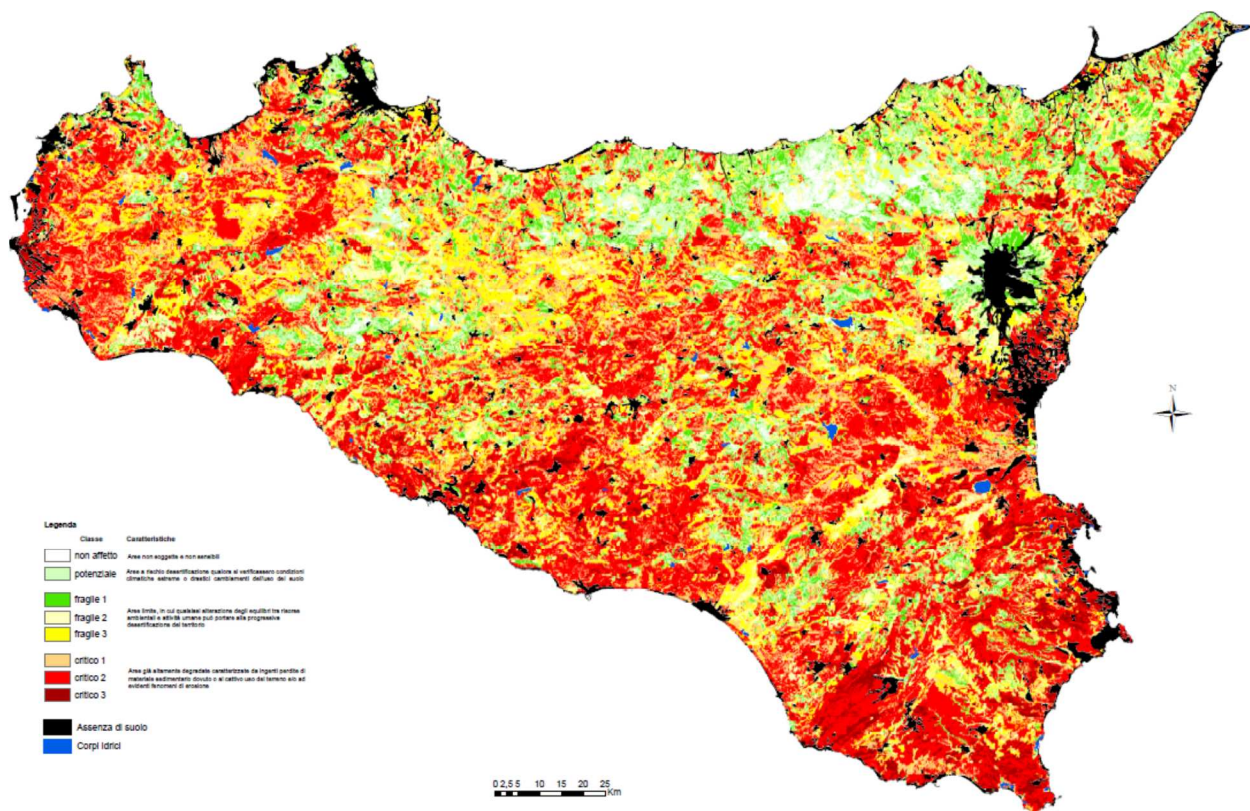 N
Legenda
Classe Caratteristiche
non affetto Aree non soggette e non sensibili
potenziale Aree a rischio desertificazione qualora si verificassero condizioni
climatiche estreme o drastici cambiamenti dell'uso del suolo
fragile 1
fragile 2 Aree limite, in cui qualsiasi alterazione degli equilibri tra risorse
ambientali e attività umana può portare alla progressiva
fragile 3 desertificazione del territorio
critico 1
critico 2 Aree già altamente degradate caratterizzate da ingenti perdite di
materiale sedimentario dovuto o al cattivo uso del terreno e/o ad
critico 3 evidenti fenomeni di erosione
Assenza di suolo
Corpi Idrici
0 2,5 5 10 15 20 25
Km